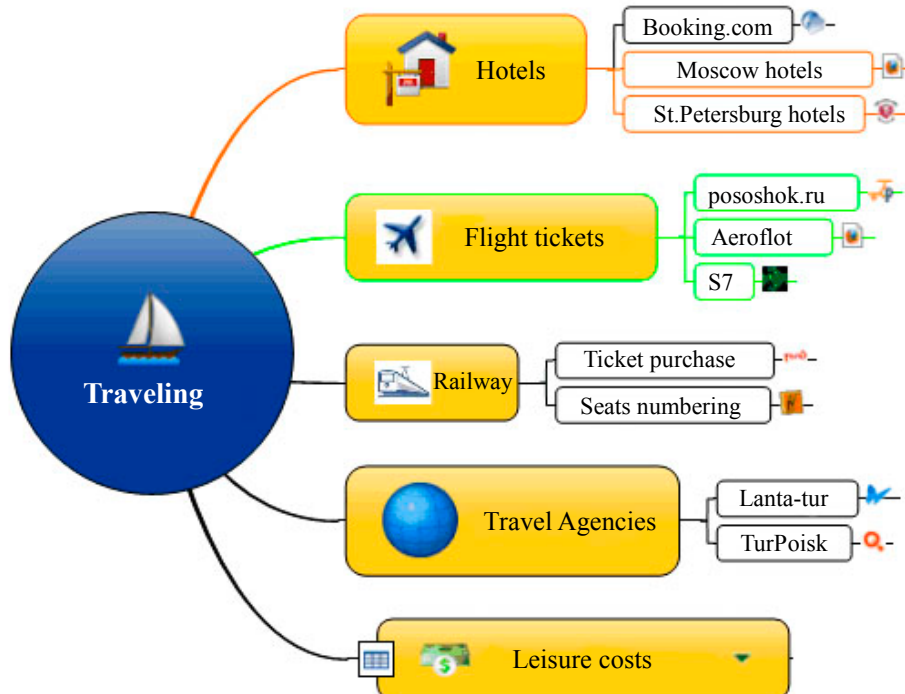 Traveling
Hotels
Booking.com
Moscow hotels
St.Petersburg hotels
Flight tickets
pososhok.ru
Aeroflot
S7
Railway
Ticket purchase
Seats numbering
Travel Agencies
Lanta-tur
TurPoisk
Leisure costs